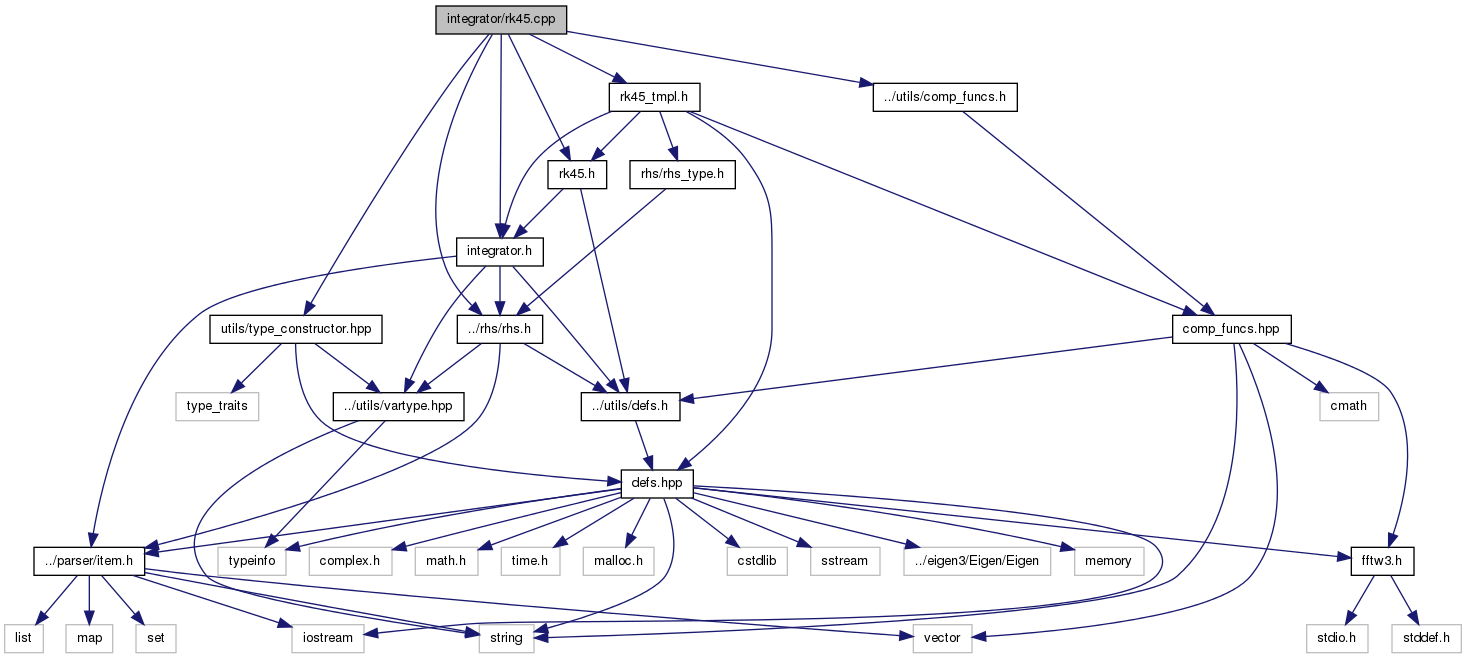 integrator/rk45.cpp
rk45_tmpl.h
../utils/comp_funcs.h
rk45.h
rhs/rhs_type.h
integrator.h
utils/type_constructor.hpp
../rhs/rhs.h
comp_funcs.hpp
type_traits
../utils/vartype.hpp
../utils/defs.h
cmath
defs.hpp
../parser/item.h
typeinfo
complex.h
math.h
time.h
malloc.h
cstdlib
sstream
../eigen3/Eigen/Eigen
memory
fftw3.h
list
map
set
iostream
string
vector
stdio.h
stddef.h